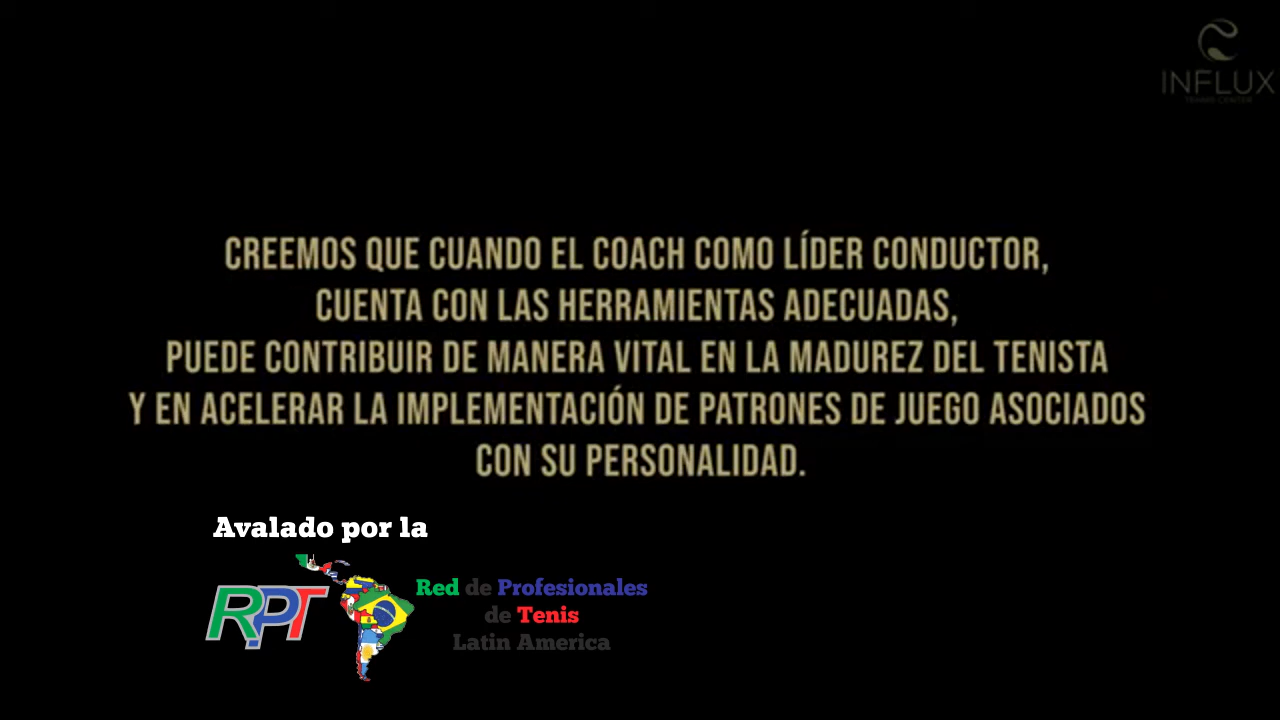 INFLUX
TENNIS CENTER
CREEMOS QUE CUANDO EL COACH COMO LÍDER CONDUCTOR,
CUENTA CON LAS HERRAMIENTAS ADECUADAS,
PUEDE CONTRIBUIR DE MANERA VITAL EN LA MADUREZ DEL TENISTA
Y EN ACELERAR LA IMPLEMENTACIÓN DE PATRONES DE JUEGO ASOCIADOS
CON SU PERSONALIDAD.
Avalado por la
RPT
Red de Profesionales
de Tenis
Latin America